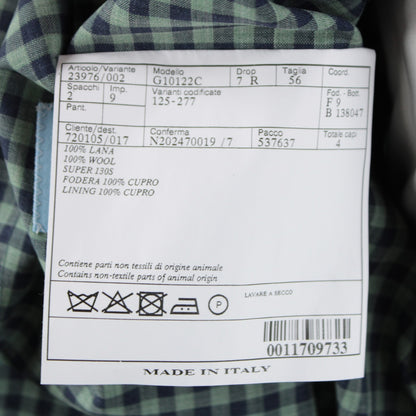 Articolo/Variante Modello Drop Taglia Coord.
23976/002 G10122C 7 R 56
Spacchi Imp. Varianti codificate Fod. - Bott.
2 9 125-277 F 9
Pant. B 138047
Cliente/dest. Conferma Pacco Totale capi
720105/017 N202470019 /7 537637 4
100% LANA
100% WOOL
SUPER 130S
FODERA 100% CUPRO
LINING 100% CUPRO
Contiene parti non tessili di origine animale
Contains non-textile parts of animal origin
P
LAVARE A SECCO
0011709733
MADE IN ITALY